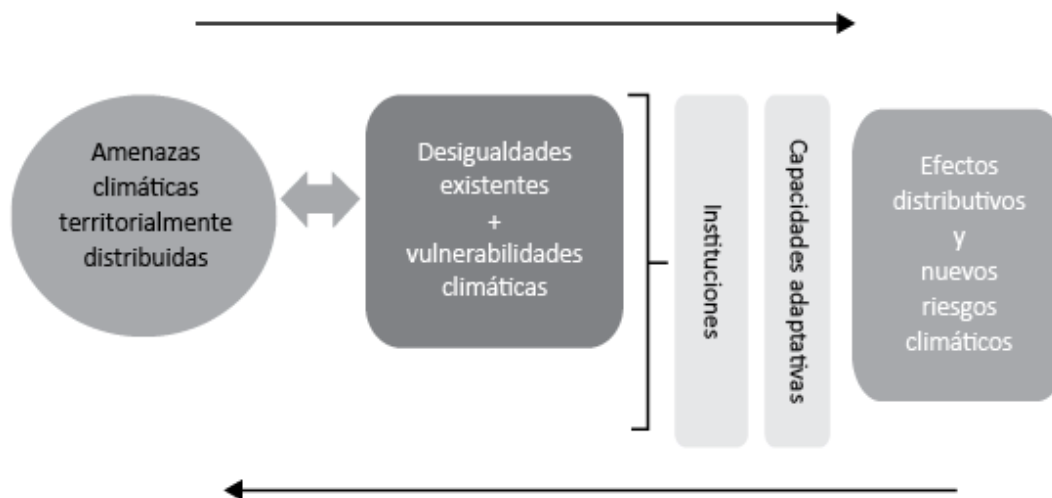 Amenazas
climáticas
territorialmente
distribuidas
Desigualdades
existentes
+
vulnerabilidades
climáticas
Instituciones
Capacidades adaptativas
Efectos
distributivos
y
nuevos
riesgos
climáticos